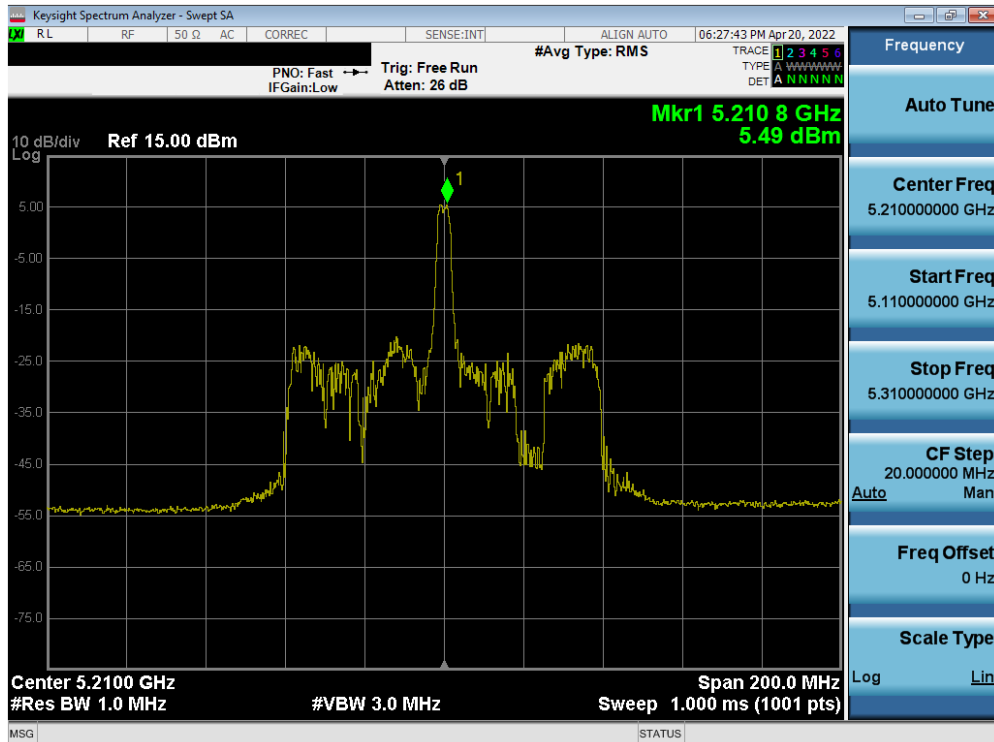 Keysight Spectrum Analyzer - Swept SA
LXI RL RF 50 Ω AC CORREC SENSE:INT ALIGN AUTO 06:27:43 PM Apr 20, 2022
Frequency
#Avg Type: RMS TRACE 1 2 3 4 5 6
PNO: Fast Trig: Free Run TYPE A WWWWW
IFGain:Low Atten: 26 dB DET A N N N N N
Auto Tune
Mkr1 5.210 8 GHz
5.49 dBm
10 dB/div Ref 15.00 dBm
Log
1
Center Freq
5.210000000 GHz
5.00
-5.00
Start Freq
5.110000000 GHz
-15.0
-25.0
Stop Freq
5.310000000 GHz
-35.0
-45.0
CF Step
20.000000 MHz
Auto Man
-55.0
Freq Offset
0 Hz
-65.0
-75.0
Scale Type
Log Lin
Center 5.2100 GHz Span 200.0 MHz
#Res BW 1.0 MHz #VBW 3.0 MHz Sweep 1.000 ms (1001 pts)
MSG STATUS